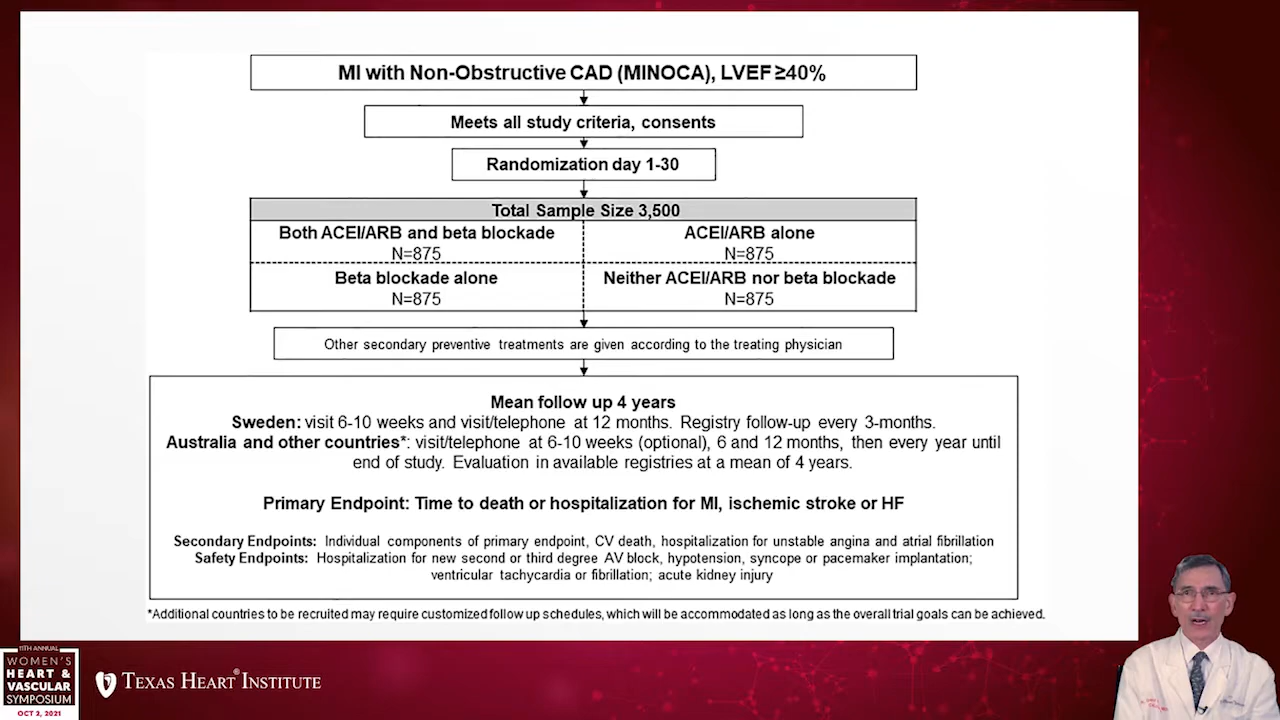 MI with Non-Obstructive CAD (MINOCA), LVEF ≥40%
Meets all study criteria, consents
Randomization day 1-30
Total Sample Size 3,500
Both ACEI/ARB and beta blockade
N=875
ACEI/ARB alone
N=875
Beta blockade alone
N=875
Neither ACEI/ARB nor beta blockade
N=875
Other secondary preventive treatments are given according to the treating physician
Mean follow up 4 years
Sweden: visit 6-10 weeks and visit/telephone at 12 months. Registry follow-up every 3-months.
Australia and other countries*: visit/telephone at 6-10 weeks (optional), 6 and 12 months, then every year until
end of study. Evaluation in available registries at a mean of 4 years.
Primary Endpoint: Time to death or hospitalization for MI, ischemic stroke or HF
Secondary Endpoints: Individual components of primary endpoint, CV death, hospitalization for unstable angina and atrial fibrillation
Safety Endpoints: Hospitalization for new second or third degree AV block, hypotension, syncope or pacemaker implantation;
ventricular tachycardia or fibrillation; acute kidney injury
*Additional countries to be recruited may require customized follow up schedules, which will be accommodated as long as the overall trial goals can be achieved.
11TH ANNUAL
WOMEN'S
HEART &
VASCULAR
SYMPOSIUM
OCT 2, 2021
TEXAS HEART® INSTITUTE